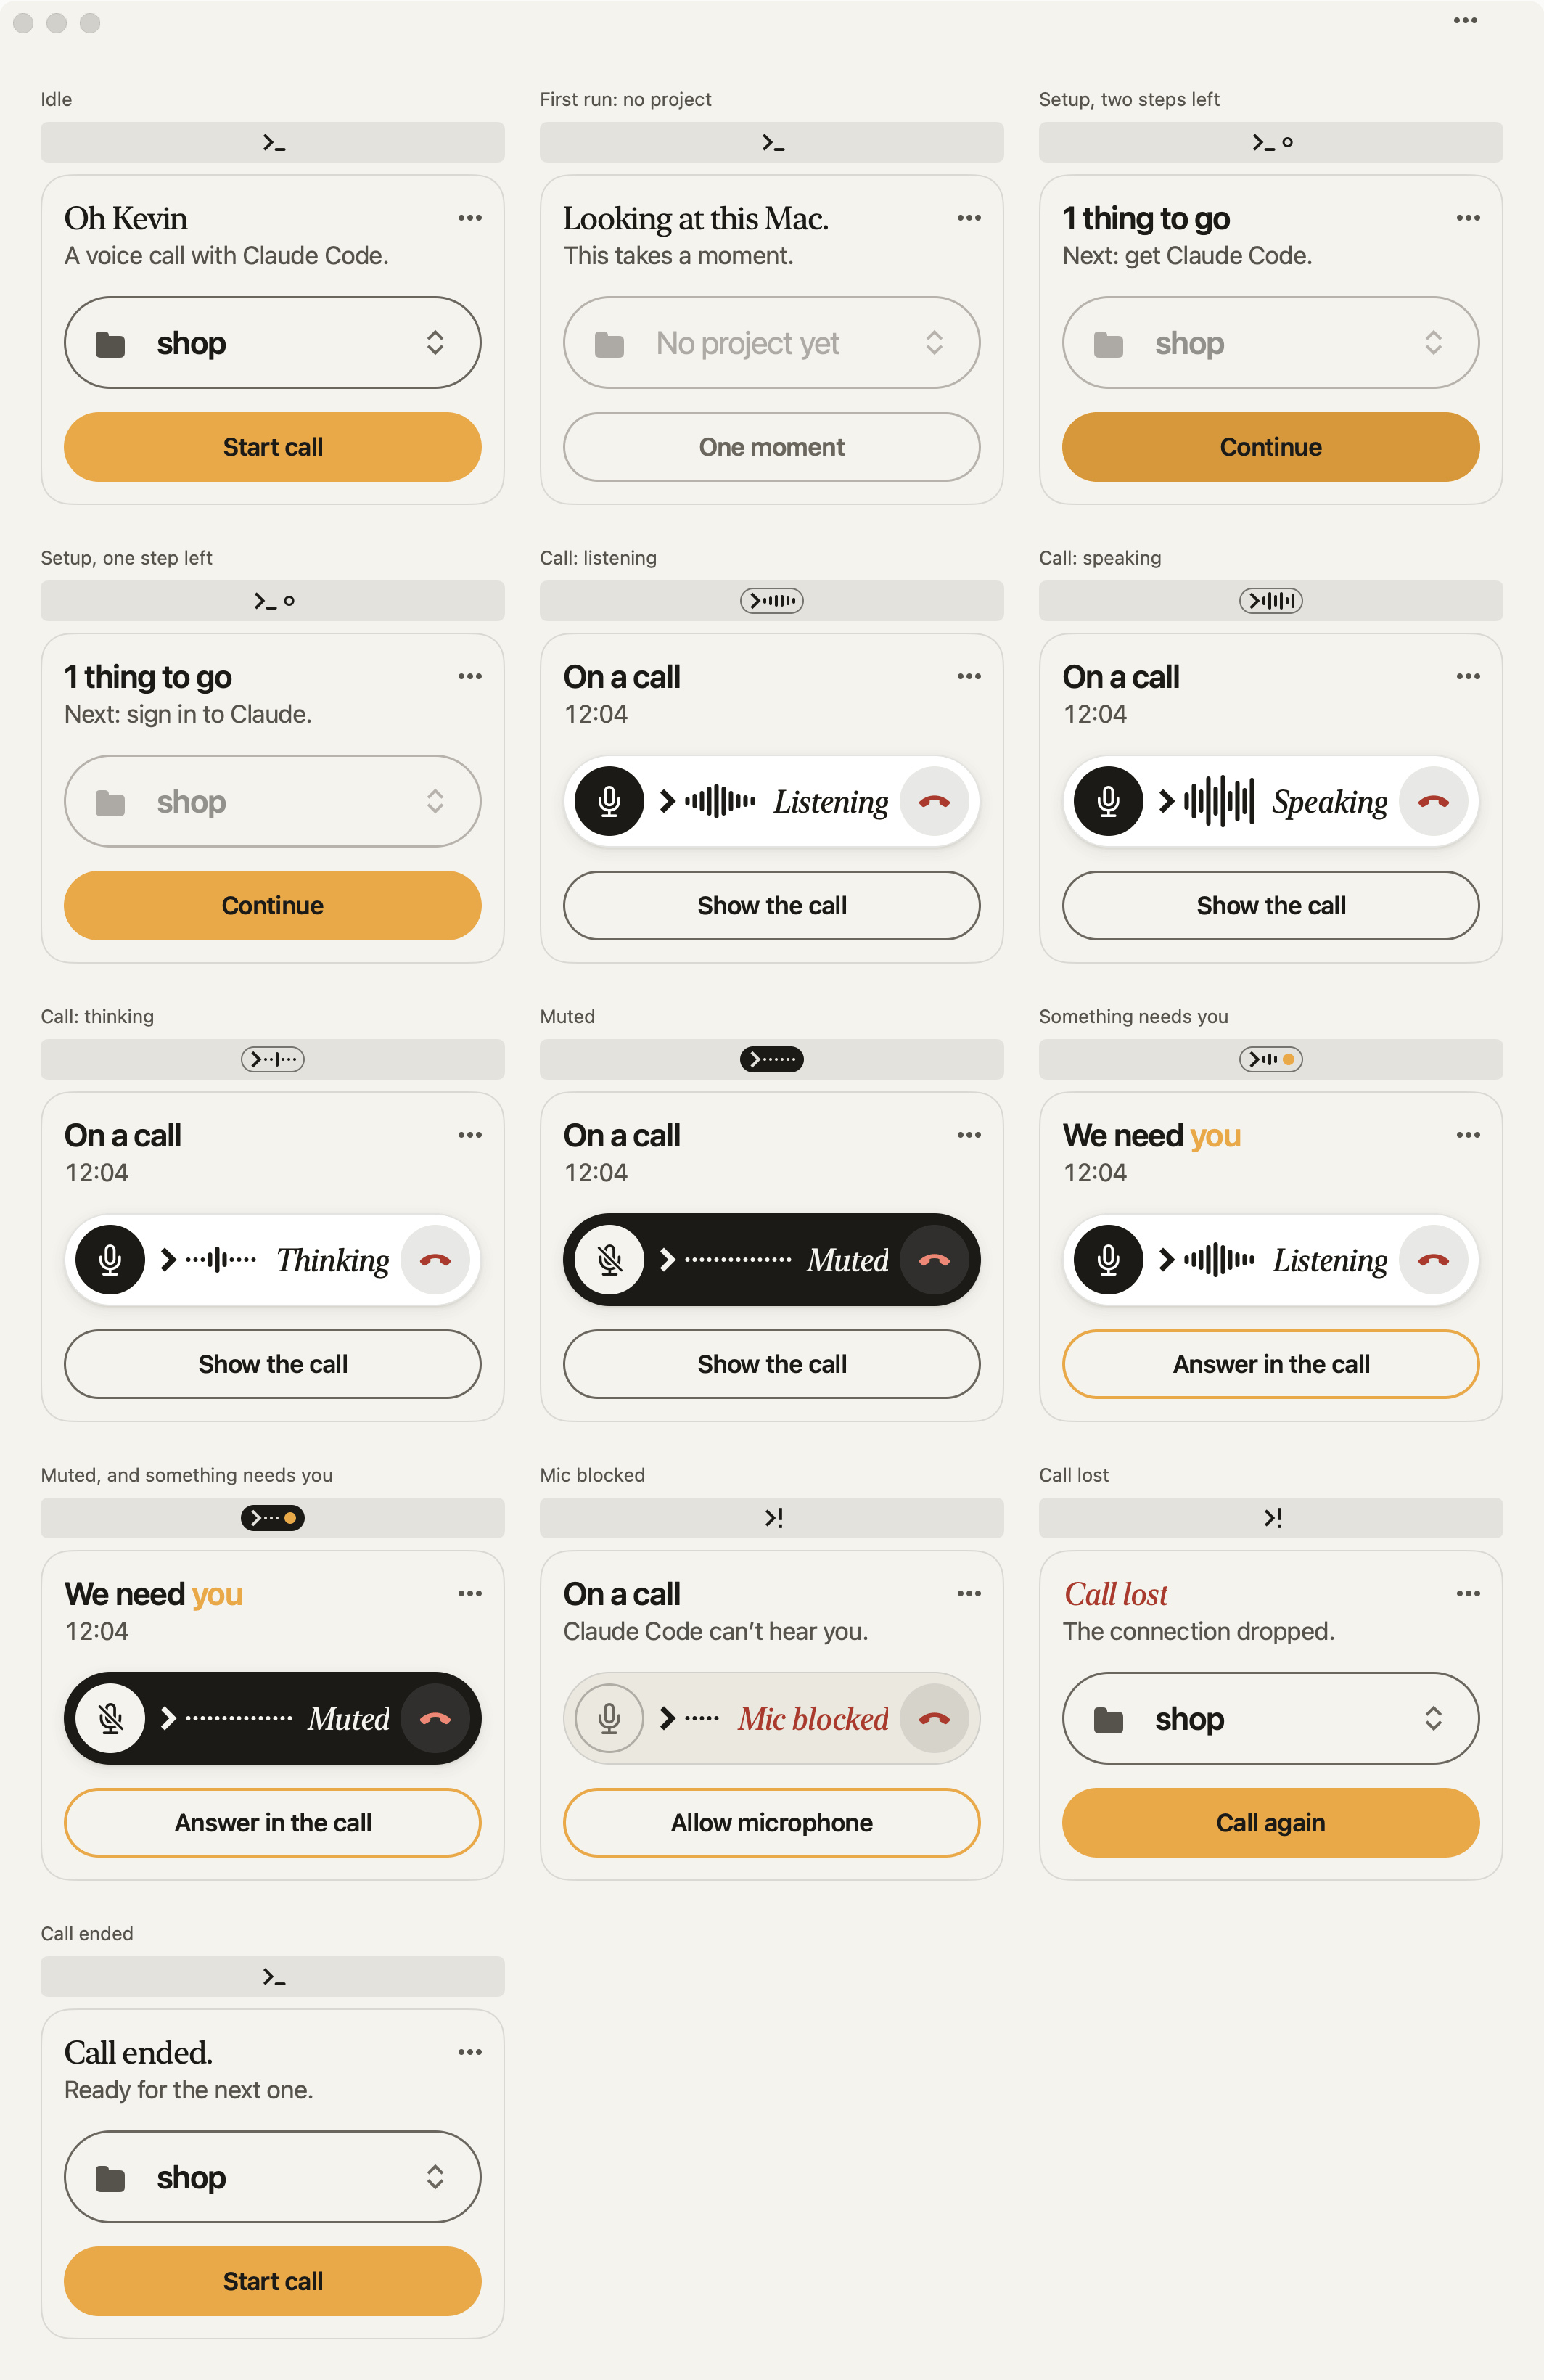 Idle
>_
Oh Kevin
A voice call with Claude Code.
shop
Start call
First run: no project
>_
Looking at this Mac.
This takes a moment.
No project yet
One moment
Setup, two steps left
>_
1 thing to go
Next: get Claude Code.
shop
Continue
Setup, one step left
>_
1 thing to go
Next: sign in to Claude.
shop
Continue
Call: listening
On a call
12:04
Listening
Show the call
Call: speaking
On a call
12:04
Speaking
Show the call
Call: thinking
On a call
12:04
Thinking
Show the call
Muted
On a call
12:04
Muted
Show the call
Something needs you
We need you
12:04
Listening
Answer in the call
Muted, and something needs you
We need you
12:04
Muted
Answer in the call
Mic blocked
>!
On a call
Claude Code can’t hear you.
Mic blocked
Allow microphone
Call lost
>!
Call lost
The connection dropped.
shop
Call again
Call ended
>_
Call ended.
Ready for the next one.
shop
Start call